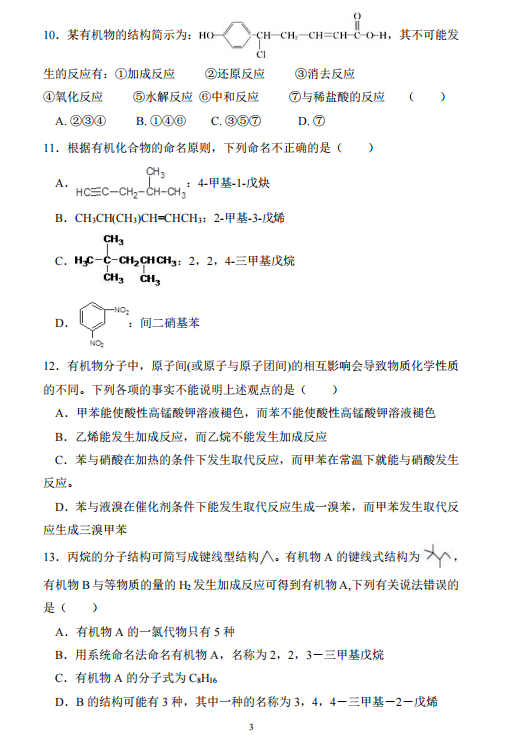 10．某有机物的结构简示为：HO-CH-CH₂-CH=CH-C-O-H，其不可能发
O
Cl
生的反应有：①加成反应 ②还原反应 ③消去反应
④氧化反应 ⑤水解反应 ⑥中和反应 ⑦与稀盐酸的反应 （ ）
A. ②③④ B. ①④⑥ C. ③⑤⑦ D. ⑦
11．根据有机化合物的命名原则，下列命名不正确的是（ ）
CH₃
A．HC≡C-CH₂-CH-CH₃：4-甲基-1-戊炔
B．CH₃CH(CH₃)CH=CHCH₃：2-甲基-3-戊烯
CH₃
C．H₃C-C-CH₂CHCH₃：2，2，4-三甲基戊烷
CH₃ CH₃
NO₂
D．：间二硝基苯
NO₂
12．有机物分子中，原子间(或原子与原子团间)的相互影响会导致物质化学性质
的不同。下列各项的事实不能说明上述观点的是（ ）
A．甲苯能使酸性高锰酸钾溶液褪色，而苯不能使酸性高锰酸钾溶液褪色
B．乙烯能发生加成反应，而乙烷不能发生加成反应
C．苯与硝酸在加热的条件下发生取代反应，而甲苯在常温下就能与硝酸发生
反应。
D．苯与液溴在催化剂条件下能发生取代反应生成一溴苯，而甲苯发生取代反
应生成三溴甲苯
13．丙烷的分子结构可简写成键线型结构。有机物 A 的键线式结构为，
有机物 B 与等物质的量的 H₂ 发生加成反应可得到有机物 A,下列有关说法错误的
是（ ）
A．有机物 A 的一氯代物只有 5 种
B．用系统命名法命名有机物 A，名称为 2，2，3－三甲基戊烷
C．有机物 A 的分子式为 C₈H₁₆
D．B 的结构可能有 3 种，其中一种的名称为 3，4，4－三甲基－2－戊烯
3